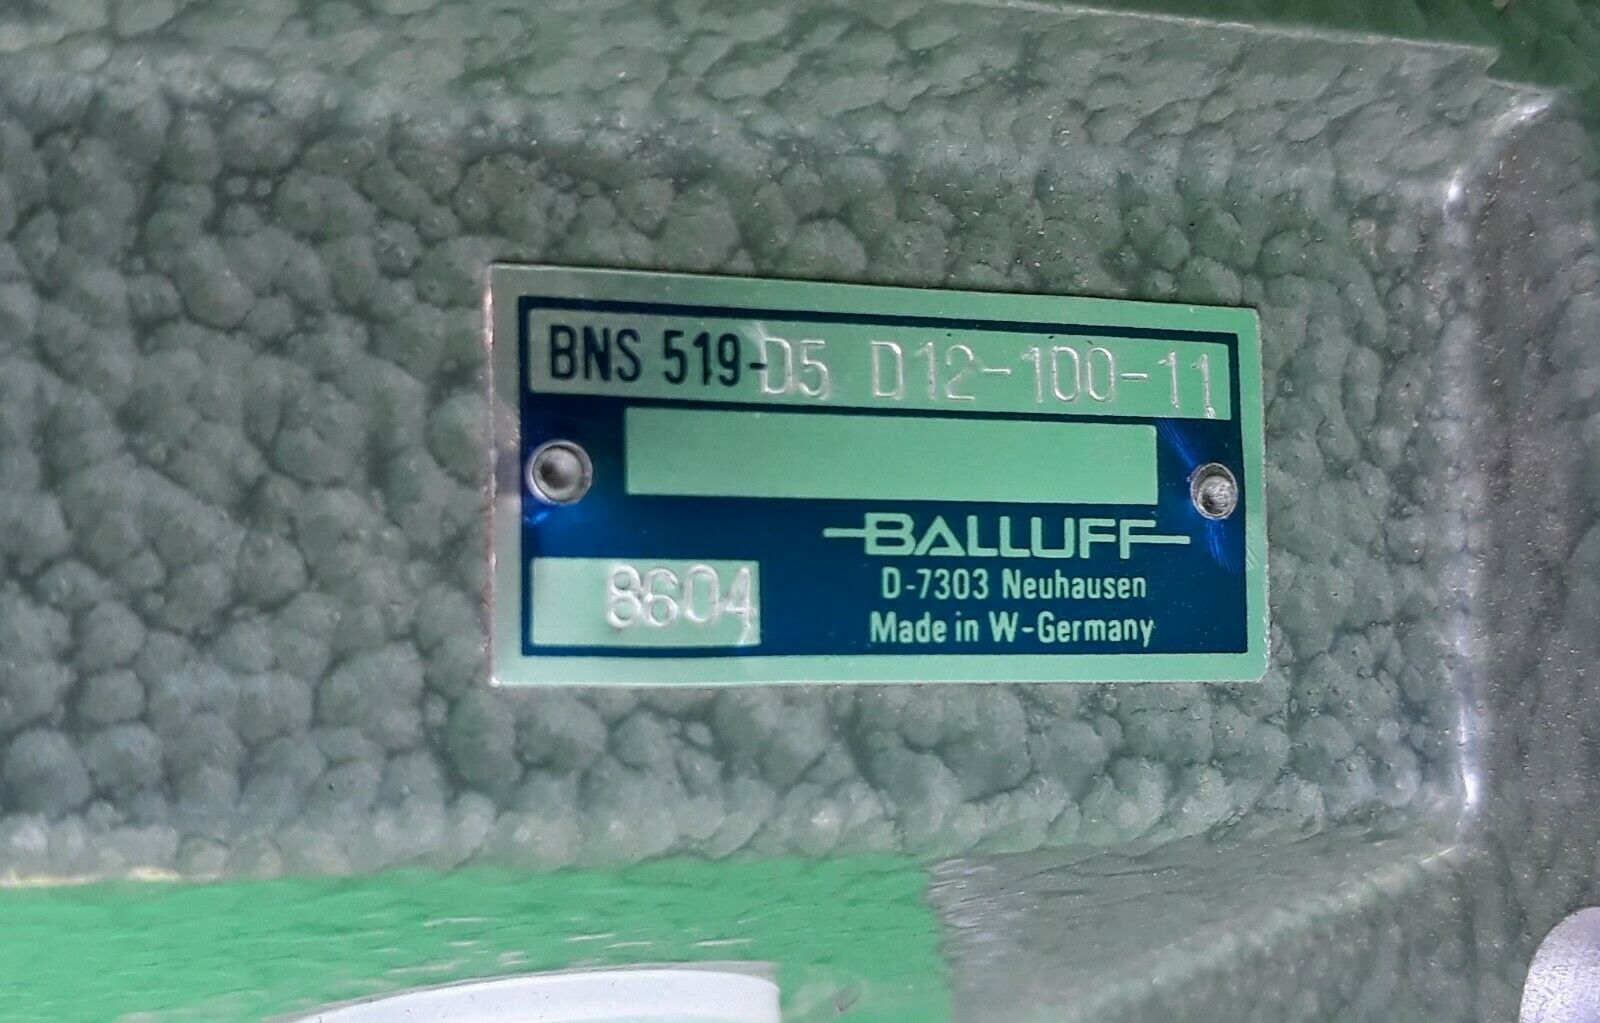 BNS 519-D5 D12-100-11
BALLUFF
D-7303 Neuhausen
8604
Made in W-Germany